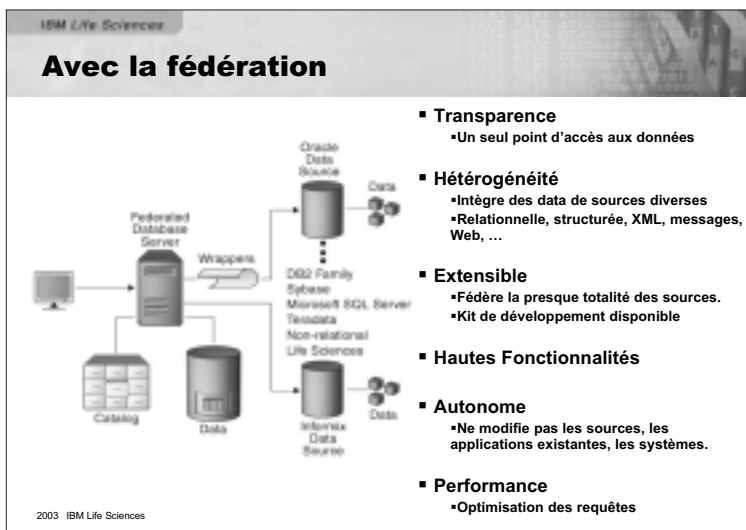 IBM Life Sciences
Avec la fédération
Oracle
Data
Source
Data
Federated
Database
Server
Wrappers
DB2 Family
Sybase
Microsoft SQL Server
Teradata
Non-relational
Life Sciences
Catalog
Data
Informix
Data
Source
Data
▪ Transparence
▪Un seul point d’accès aux données
▪ Hétérogénéité
▪Intègre des data de sources diverses
▪Relationnelle, structurée, XML, messages,
Web, …
▪ Extensible
▪Fédère la presque totalité des sources.
▪Kit de développement disponible
▪ Hautes Fonctionnalités
▪ Autonome
▪Ne modifie pas les sources, les
applications existantes, les systèmes.
▪ Performance
▪Optimisation des requêtes
2003 IBM Life Sciences